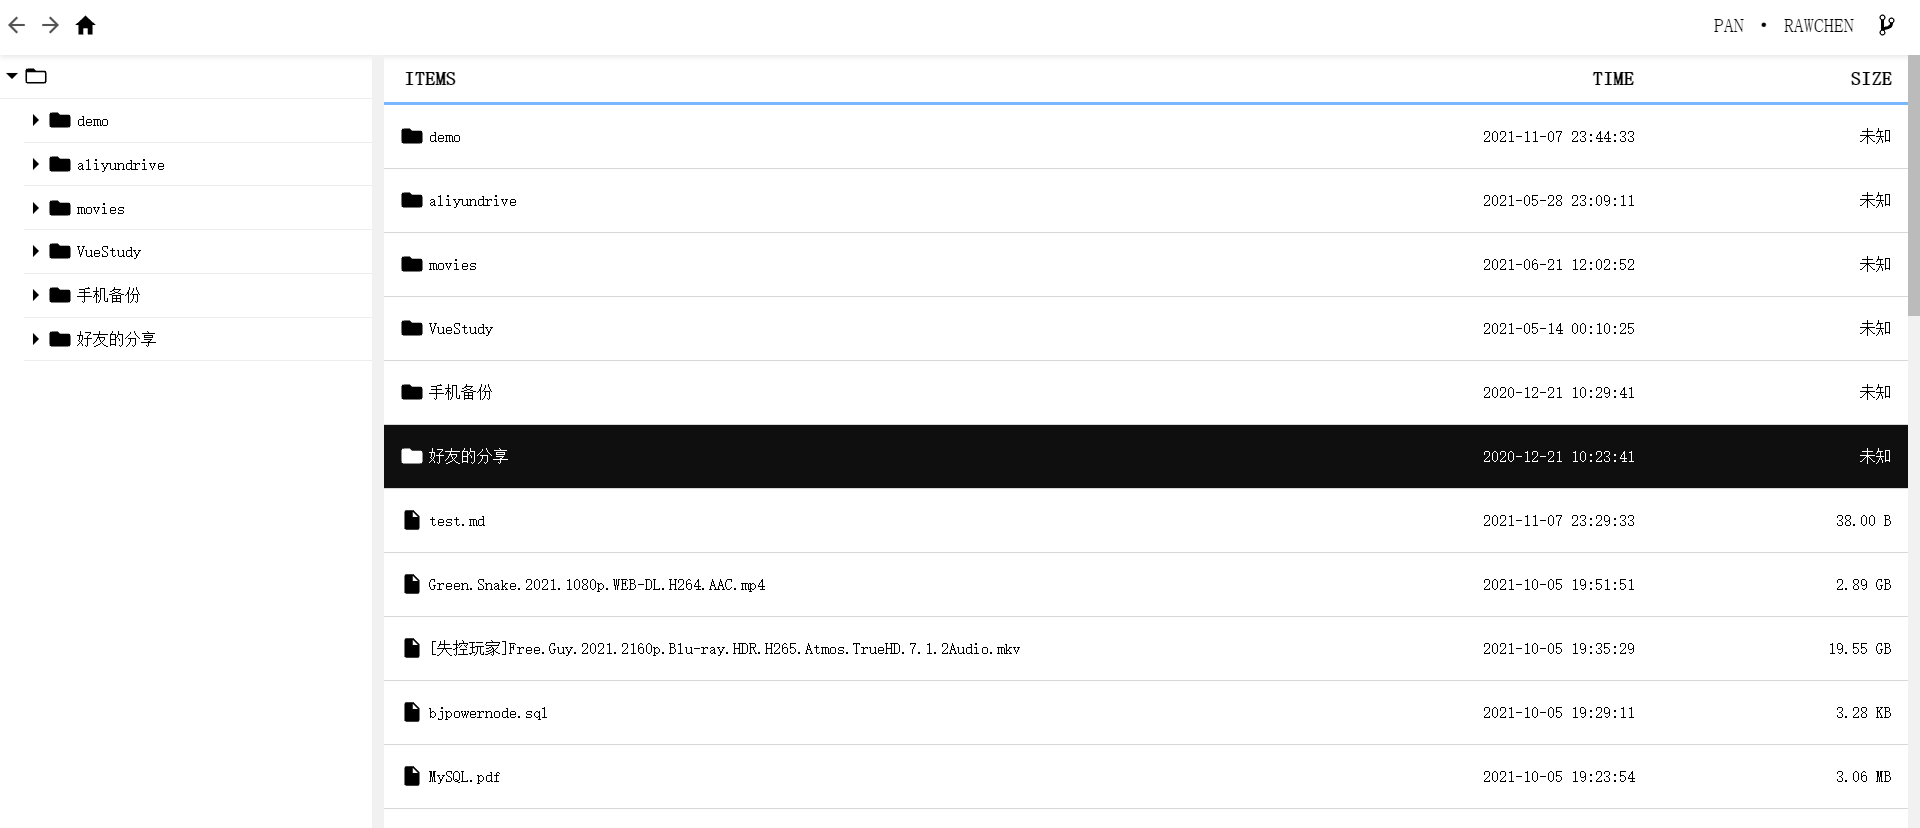 PAN • RAWCHEN
demo
aliyundrive
movies
VueStudy
手机备份
好友的分享
ITEMS TIME SIZE
demo 2021-11-07 23:44:33 未知
aliyundrive 2021-05-28 23:09:11 未知
movies 2021-06-21 12:02:52 未知
VueStudy 2021-05-14 00:10:25 未知
手机备份 2020-12-21 10:29:41 未知
好友的分享 2020-12-21 10:23:41 未知
test.md 2021-11-07 23:29:33 38.00 B
Green.Snake.2021.1080p.WEB-DL.H264.AAC.mp4 2021-10-05 19:51:51 2.89 GB
[失控玩家]Free.Guy.2021.2160p.Blu-ray.HDR.H265.Atmos.TrueHD.7.1.2Audio.mkv 2021-10-05 19:35:29 19.55 GB
bjpowernode.sql 2021-10-05 19:29:11 3.28 KB
MySQL.pdf 2021-10-05 19:23:54 3.06 MB